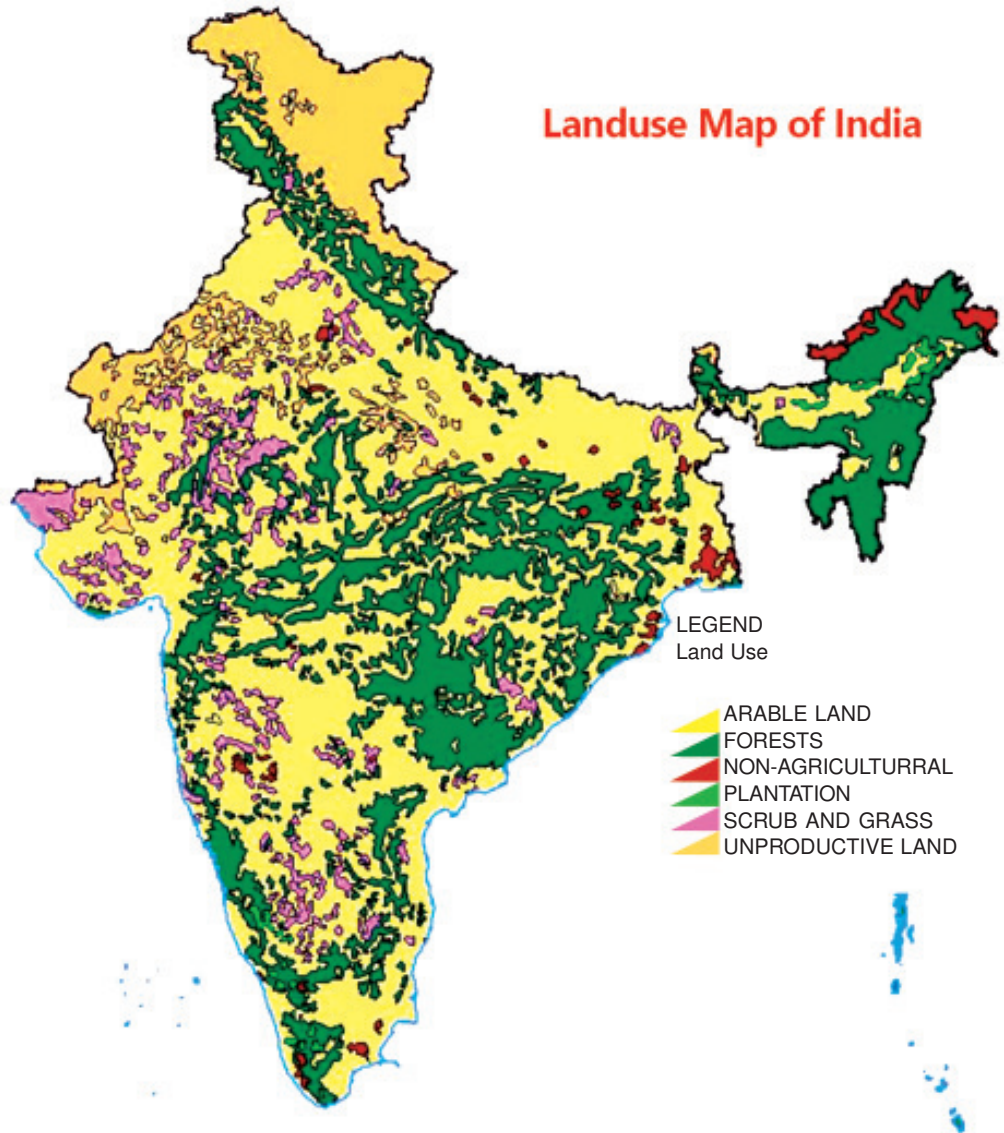 Landuse Map of India
LEGEND
Land Use
ARABLE LAND
FORESTS
NON-AGRICULTURRAL
PLANTATION
SCRUB AND GRASS
UNPRODUCTIVE LAND